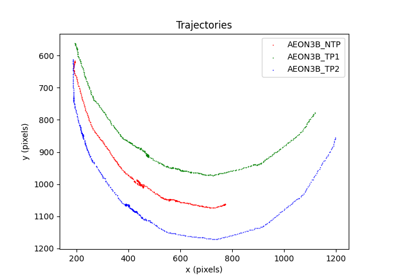 Trajectories
AEON3B_NTP
AEON3B_TP1
AEON3B_TP2
y (pixels)
600
700
800
900
1000
1100
1200
200
400
600
800
1000
1200
x (pixels)